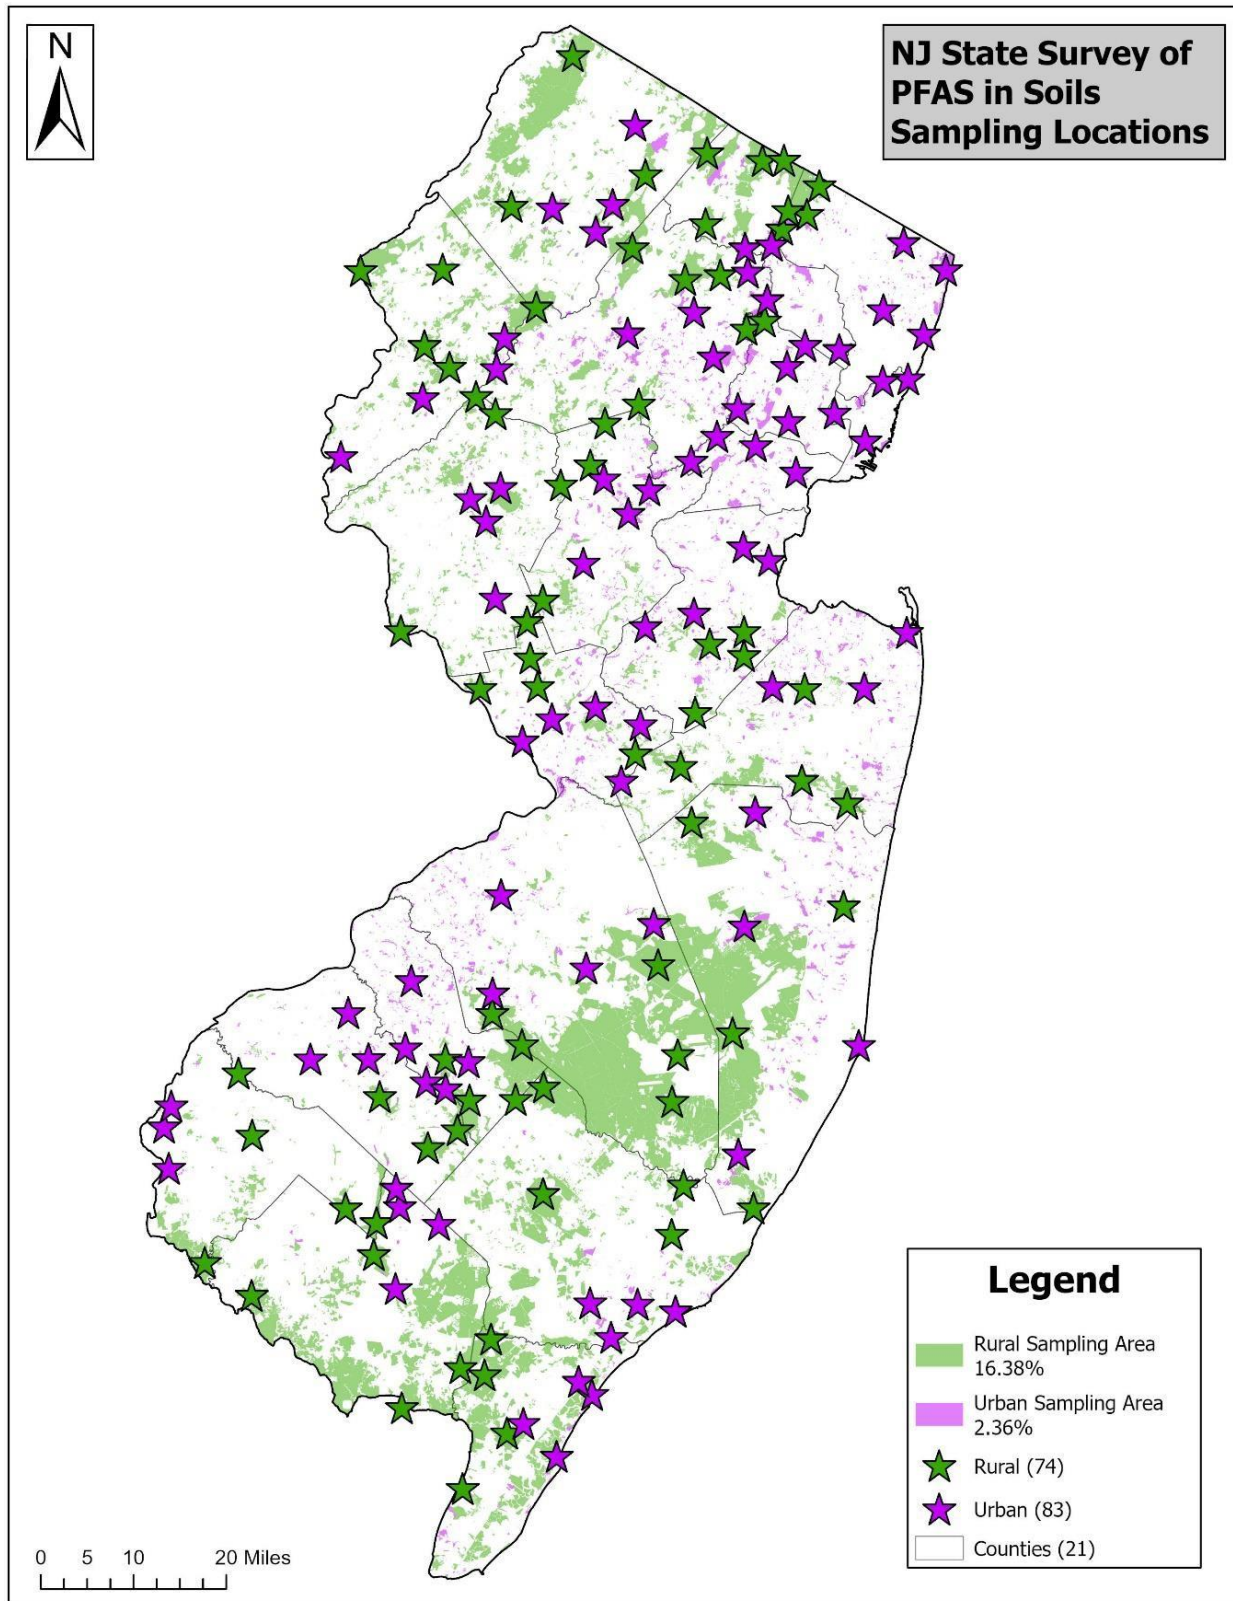 N
NJ State Survey of
PFAS in Soils
Sampling Locations
Legend
Rural Sampling Area
16.38%
Urban Sampling Area
2.36%
Rural (74)
Urban (83)
Counties (21)
0 5 10 20 Miles